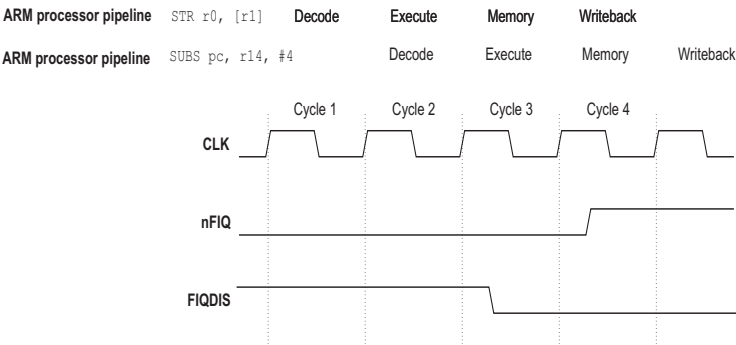 ARM processor pipeline STR r0, [r1] Decode Execute Memory Writeback
ARM processor pipeline SUBS pc, r14, #4 Decode Execute Memory Writeback
Cycle 1 Cycle 2 Cycle 3 Cycle 4
CLK
nFIQ
FIQDIS